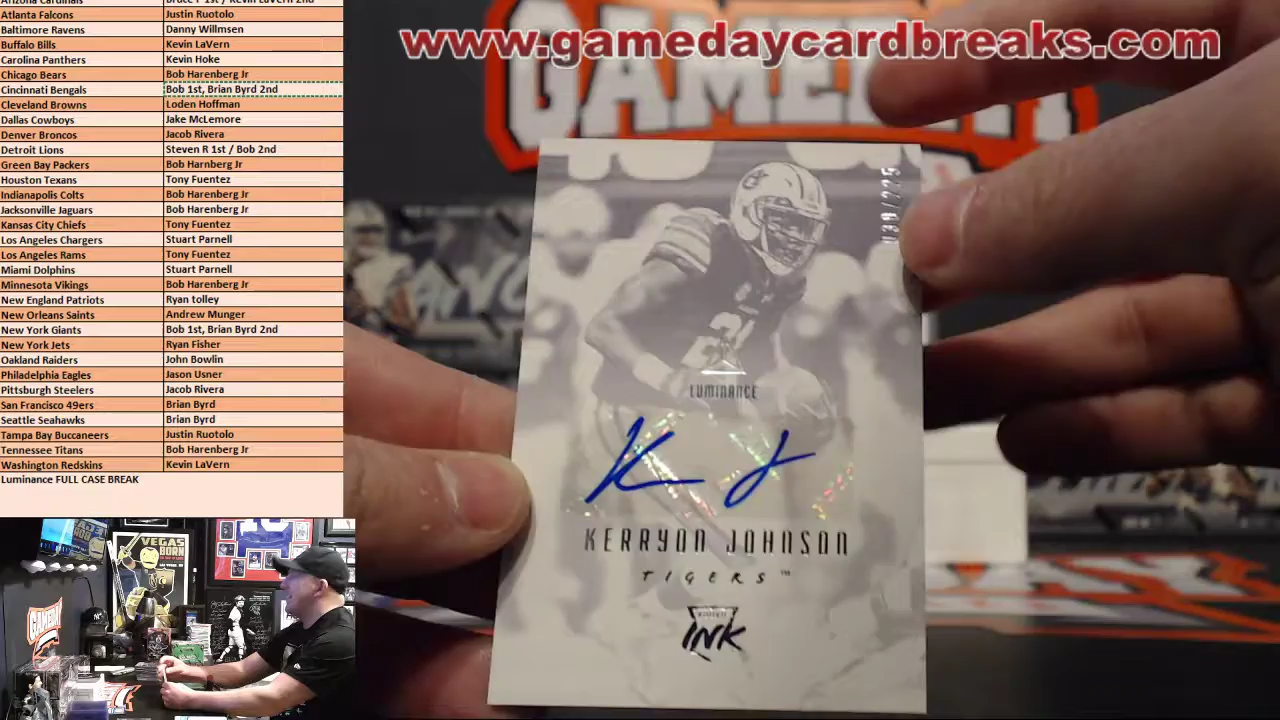 Atlanta Falcons Justin Ruotolo
Baltimore Ravens Danny Willmsen
Buffalo Bills Kevin LaVern
Carolina Panthers Kevin Hoke
Chicago Bears Bob Harenberg Jr
Cincinnati Bengals Bob 1st, Brian Byrd 2nd
Cleveland Browns Loden Hoffman
Dallas Cowboys Jake McLemore
Denver Broncos Jacob Rivera
Detroit Lions Steven R 1st / Bob 2nd
Green Bay Packers Bob Harnberg Jr
Houston Texans Tony Fuentez
Indianapolis Colts Bob Harenberg Jr
Jacksonville Jaguars Bob Harenberg Jr
Kansas City Chiefs Tony Fuentez
Los Angeles Chargers Stuart Parnell
Los Angeles Rams Tony Fuentez
Miami Dolphins Stuart Parnell
Minnesota Vikings Bob Harenberg Jr
New England Patriots Ryan tolley
New Orleans Saints Andrew Munger
New York Giants Bob 1st, Brian Byrd 2nd
New York Jets Ryan Fisher
Oakland Raiders John Bowlin
Philadelphia Eagles Jason Usner
Pittsburgh Steelers Jacob Rivera
San Francisco 49ers Brian Byrd
Seattle Seahawks Brian Byrd
Tampa Bay Buccaneers Justin Ruotolo
Tennessee Titans Bob Harenberg Jr
Washington Redskins Kevin LaVern
Luminance FULL CASE BREAK
www.gamedaycardbreaks.com
GAMEDAY
21
LUMINANCE
KERRYON JOHNSON
TIGERS™
INK
VEGAS
BORN
GAMEDAY